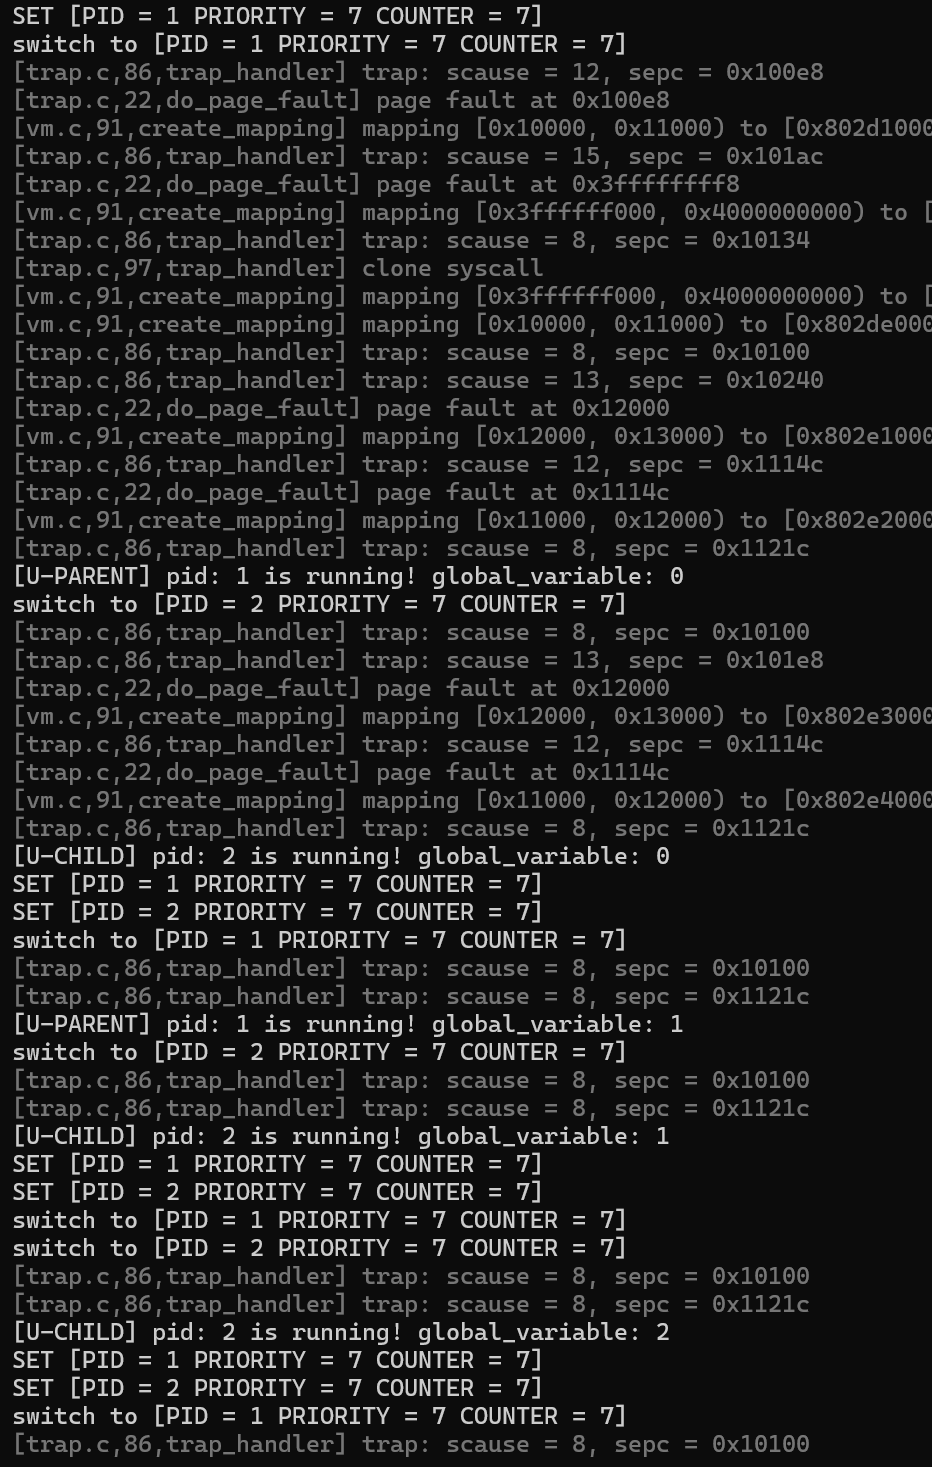 SET [PID = 1 PRIORITY = 7 COUNTER = 7]
switch to [PID = 1 PRIORITY = 7 COUNTER = 7]
[trap.c,86,trap_handler] trap: scause = 12, sepc = 0x100e8
[trap.c,22,do_page_fault] page fault at 0x100e8
[vm.c,91,create_mapping] mapping [0x10000, 0x11000) to [0x802d1000
[trap.c,86,trap_handler] trap: scause = 15, sepc = 0x101ac
[trap.c,22,do_page_fault] page fault at 0x3ffffffff8
[vm.c,91,create_mapping] mapping [0x3ffffff000, 0x4000000000) to [
[trap.c,86,trap_handler] trap: scause = 8, sepc = 0x10134
[trap.c,97,trap_handler] clone syscall
[vm.c,91,create_mapping] mapping [0x3ffffff000, 0x4000000000) to [
[vm.c,91,create_mapping] mapping [0x10000, 0x11000) to [0x802de000
[trap.c,86,trap_handler] trap: scause = 8, sepc = 0x10100
[trap.c,86,trap_handler] trap: scause = 13, sepc = 0x10240
[trap.c,22,do_page_fault] page fault at 0x12000
[vm.c,91,create_mapping] mapping [0x12000, 0x13000) to [0x802e1000
[trap.c,86,trap_handler] trap: scause = 12, sepc = 0x1114c
[trap.c,22,do_page_fault] page fault at 0x1114c
[vm.c,91,create_mapping] mapping [0x11000, 0x12000) to [0x802e2000
[trap.c,86,trap_handler] trap: scause = 8, sepc = 0x1121c
[U-PARENT] pid: 1 is running! global_variable: 0
switch to [PID = 2 PRIORITY = 7 COUNTER = 7]
[trap.c,86,trap_handler] trap: scause = 8, sepc = 0x10100
[trap.c,86,trap_handler] trap: scause = 13, sepc = 0x101e8
[trap.c,22,do_page_fault] page fault at 0x12000
[vm.c,91,create_mapping] mapping [0x12000, 0x13000) to [0x802e3000
[trap.c,86,trap_handler] trap: scause = 12, sepc = 0x1114c
[trap.c,22,do_page_fault] page fault at 0x1114c
[vm.c,91,create_mapping] mapping [0x11000, 0x12000) to [0x802e4000
[trap.c,86,trap_handler] trap: scause = 8, sepc = 0x1121c
[U-CHILD] pid: 2 is running! global_variable: 0
SET [PID = 1 PRIORITY = 7 COUNTER = 7]
SET [PID = 2 PRIORITY = 7 COUNTER = 7]
switch to [PID = 1 PRIORITY = 7 COUNTER = 7]
[trap.c,86,trap_handler] trap: scause = 8, sepc = 0x10100
[trap.c,86,trap_handler] trap: scause = 8, sepc = 0x1121c
[U-PARENT] pid: 1 is running! global_variable: 1
switch to [PID = 2 PRIORITY = 7 COUNTER = 7]
[trap.c,86,trap_handler] trap: scause = 8, sepc = 0x10100
[trap.c,86,trap_handler] trap: scause = 8, sepc = 0x1121c
[U-CHILD] pid: 2 is running! global_variable: 1
SET [PID = 1 PRIORITY = 7 COUNTER = 7]
SET [PID = 2 PRIORITY = 7 COUNTER = 7]
switch to [PID = 1 PRIORITY = 7 COUNTER = 7]
switch to [PID = 2 PRIORITY = 7 COUNTER = 7]
[trap.c,86,trap_handler] trap: scause = 8, sepc = 0x10100
[trap.c,86,trap_handler] trap: scause = 8, sepc = 0x1121c
[U-CHILD] pid: 2 is running! global_variable: 2
SET [PID = 1 PRIORITY = 7 COUNTER = 7]
SET [PID = 2 PRIORITY = 7 COUNTER = 7]
switch to [PID = 1 PRIORITY = 7 COUNTER = 7]
[trap.c,86,trap_handler] trap: scause = 8, sepc = 0x10100